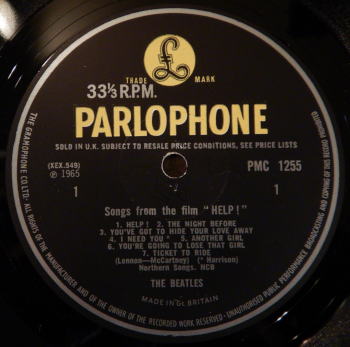 TRADE MARK
33⅓ R.P.M.
PARLOPHONE
SOLD IN U.K. SUBJECT TO RESALE PRICE CONDITIONS, SEE PRICE LISTS
(XEX.549)
℗ 1965
PMC 1255
1
1
Songs from the film "HELP!"
1. HELP! 2. THE NIGHT BEFORE
3. YOU'VE GOT TO HIDE YOUR LOVE AWAY
4. I NEED YOU * 5. ANOTHER GIRL
6. YOU'RE GOING TO LOSE THAT GIRL
7. TICKET TO RIDE
(Lennon—McCartney) (* Harrison)
Northern Songs. NCB
THE BEATLES
MADE IN GT. BRITAIN
THE GRAMOPHONE CO. LTD. ALL RIGHTS OF THE MANUFACTURER AND OF THE OWNER OF THE RECORDED WORK RESERVED. UNAUTHORISED PUBLIC PERFORMANCE BROADCASTING AND COPYING OF THIS RECORD PROHIBITED